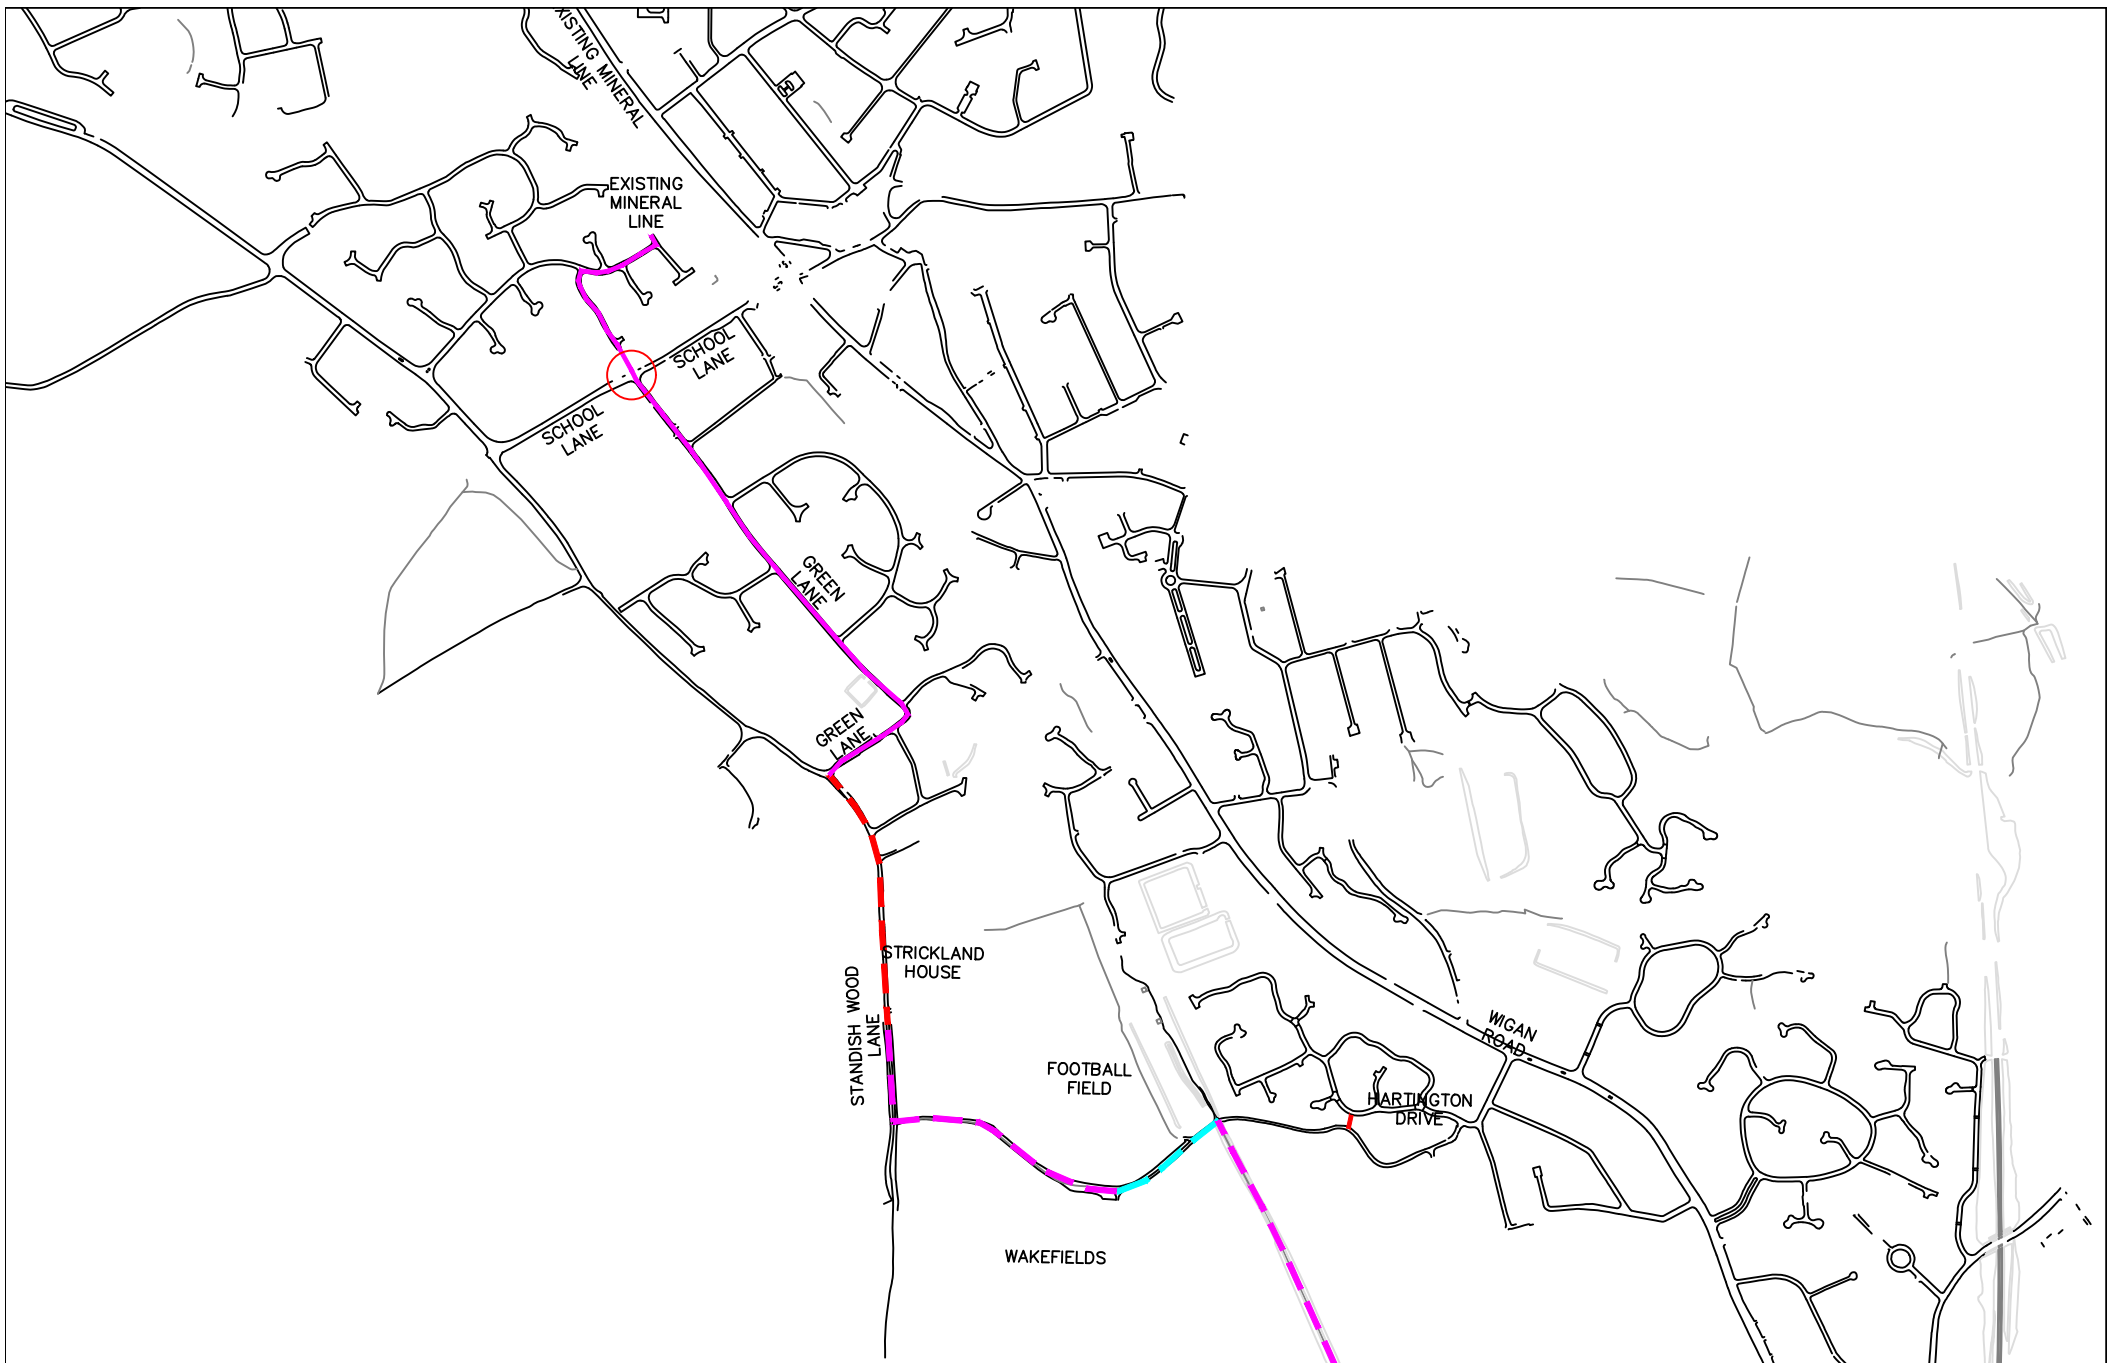 EXISTING MINERAL
LINE
EXISTING
MINERAL
LINE
SCHOOL
LANE
SCHOOL
LANE
GREEN
LANE
GREEN
LANE
STRICKLAND
HOUSE
STANDISH WOOD
LANE
WIGAN
ROAD
FOOTBALL
FIELD
HARTINGTON
DRIVE
WAKEFIELDS